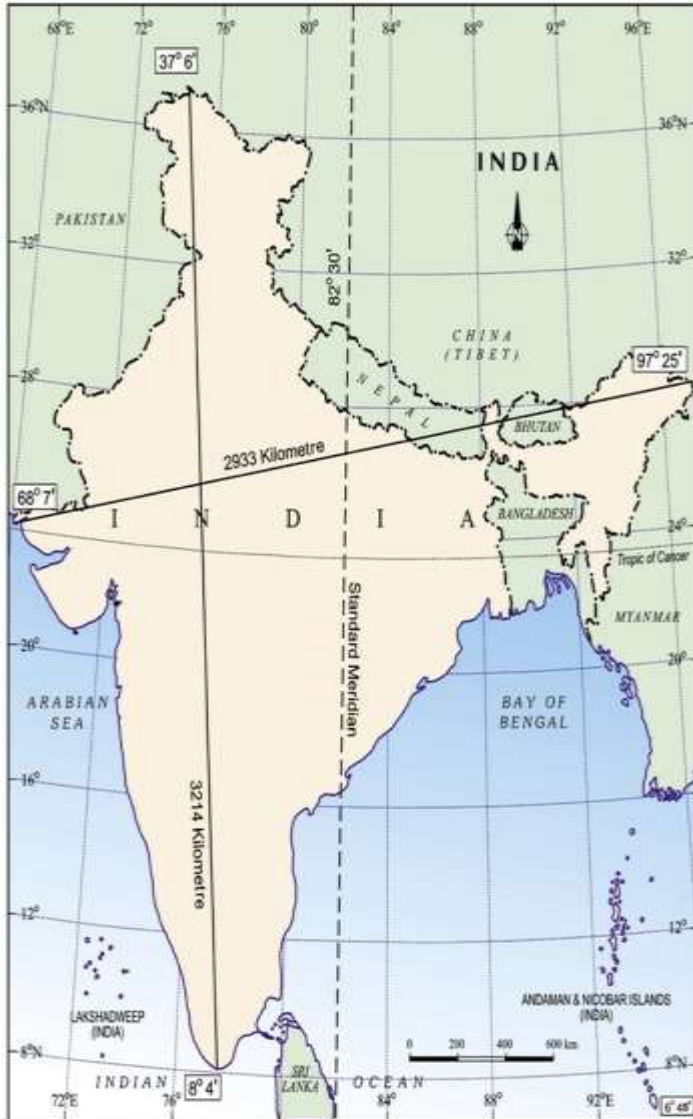 68°E
72°
76°
80°
84°
88°
92°
96°E
37° 6'
36°N
36°N
INDIA
PAKISTAN
32°
32°
82° 30'
CHINA
(TIBET)
28°
97° 25'
NEPAL
BHUTAN
2933 Kilometre
68° 7'
I N D I A
BANGLADESH
24°
Tropic of Cancer
Standard Meridian
MYANMAR
20°
20°
ARABIAN
SEA
BAY OF
BENGAL
16°
16°
3214 Kilometre
12°
12°
LAKSHADWEEP
(INDIA)
ANDAMAN & NICOBAR ISLANDS
(INDIA)
0 200 400 600 km
8°N
8°N
INDIAN
8° 4'
SRI
LANKA
OCEAN
6° 45'
72°E
76°
80°
84°
88°
92°E